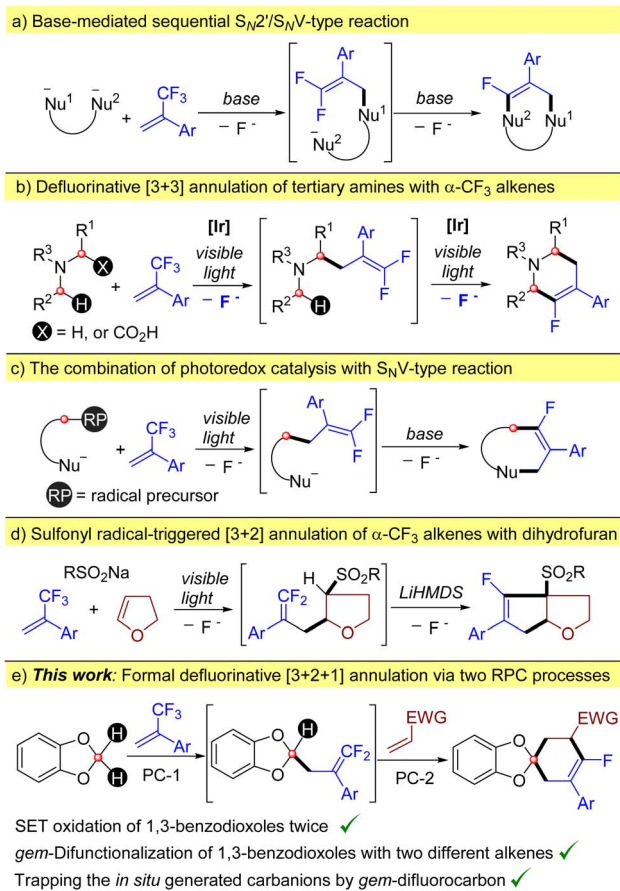 a) Base-mediated sequential SN2'/SNV-type reaction
Nu1 Nu2 + CF3 Ar base − F - F F Ar Nu1 Nu2 base − F - F Ar Nu2 Nu1
b) Defluorinative [3+3] annulation of tertiary amines with α-CF3 alkenes
R1 R3 N X R2 H + CF3 Ar [Ir] visible light − F - R1 R3 N R2 H Ar F F [Ir] visible light − F - R1 R3 N R2 F Ar
X = H, or CO2H
c) The combination of photoredox catalysis with SNV-type reaction
RP Nu− + CF3 Ar visible light − F - Ar F F Nu− base − F - F Ar Nu
RP = radical precursor
d) Sulfonyl radical-triggered [3+2] annulation of α-CF3 alkenes with dihydrofuran
CF3 Ar + RSO2Na O visible light − F - CF2 Ar H SO2R O LiHMDS − F - F Ar SO2R O
e) This work: Formal defluorinative [3+2+1] annulation via two RPC processes
O O H H CF3 Ar PC-1 O O H CF2 Ar EWG PC-2 O O EWG F Ar
SET oxidation of 1,3-benzodioxoles twice ✓
gem-Difunctionalization of 1,3-benzodioxoles with two different alkenes ✓
Trapping the in situ generated carbanions by gem-difluorocarbon ✓